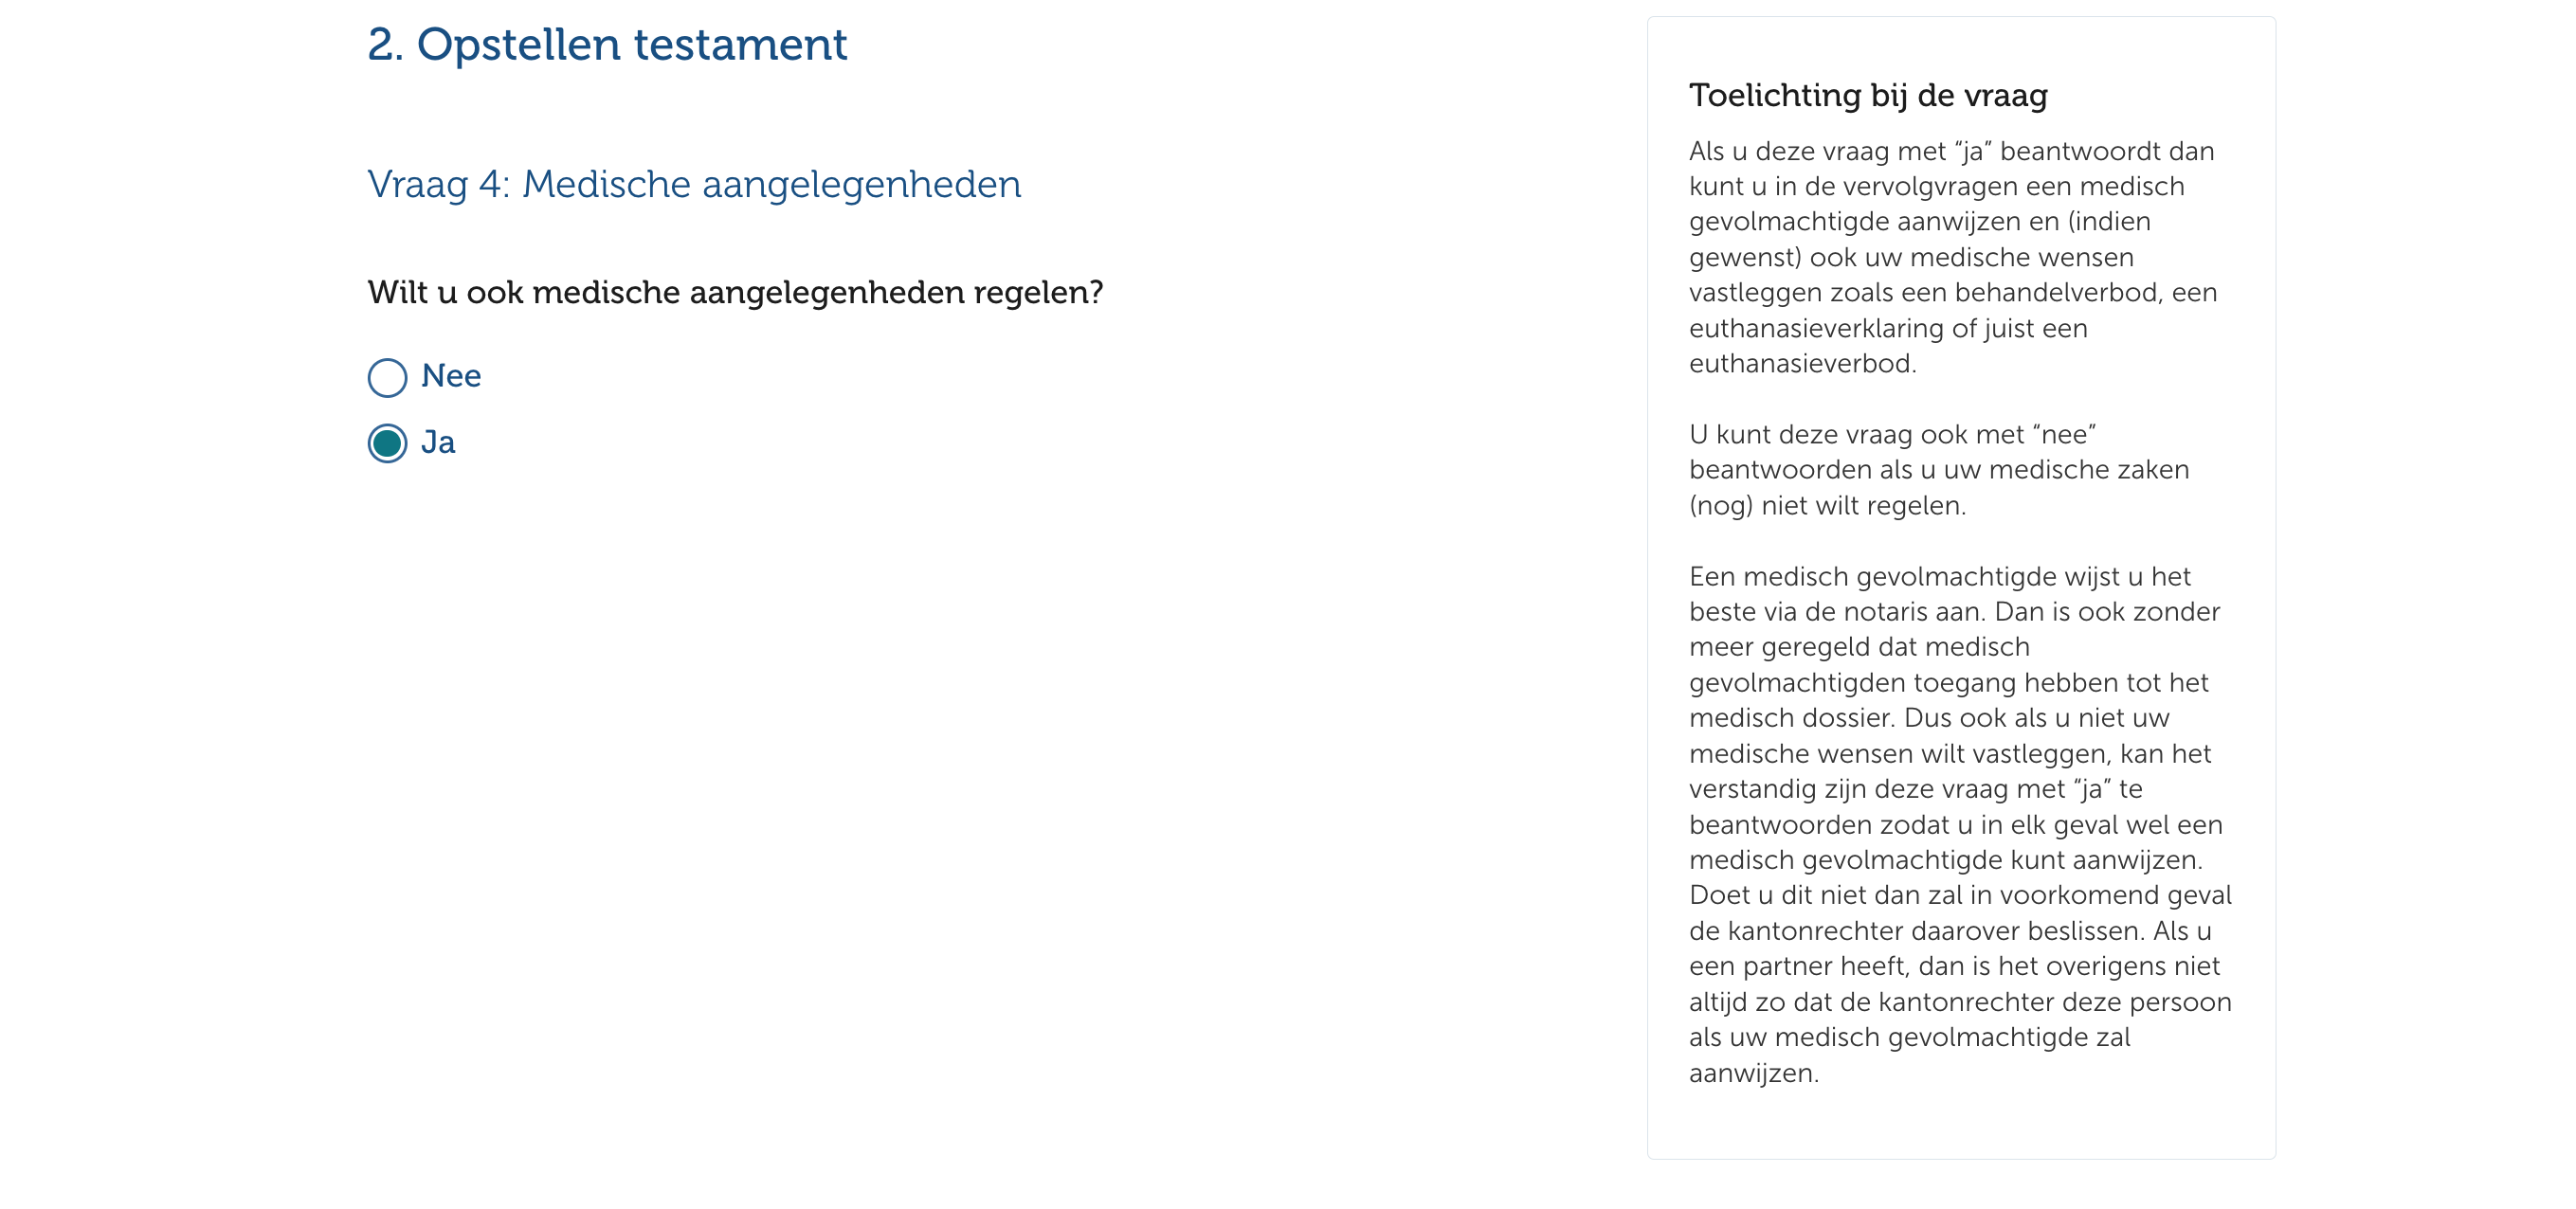 2. Opstellen testament
Vraag 4: Medische aangelegenheden
Wilt u ook medische aangelegenheden regelen?
Nee
Ja
Toelichting bij de vraag
Als u deze vraag met “ja” beantwoordt dan
kunt u in de vervolgvragen een medisch
gevolmachtigde aanwijzen en (indien
gewenst) ook uw medische wensen
vastleggen zoals een behandelverbod, een
euthanasieverklaring of juist een
euthanasieverbod.
U kunt deze vraag ook met “nee”
beantwoorden als u uw medische zaken
(nog) niet wilt regelen.
Een medisch gevolmachtigde wijst u het
beste via de notaris aan. Dan is ook zonder
meer geregeld dat medisch
gevolmachtigden toegang hebben tot het
medisch dossier. Dus ook als u niet uw
medische wensen wilt vastleggen, kan het
verstandig zijn deze vraag met “ja” te
beantwoorden zodat u in elk geval wel een
medisch gevolmachtigde kunt aanwijzen.
Doet u dit niet dan zal in voorkomend geval
de kantonrechter daarover beslissen. Als u
een partner heeft, dan is het overigens niet
altijd zo dat de kantonrechter deze persoon
als uw medisch gevolmachtigde zal
aanwijzen.